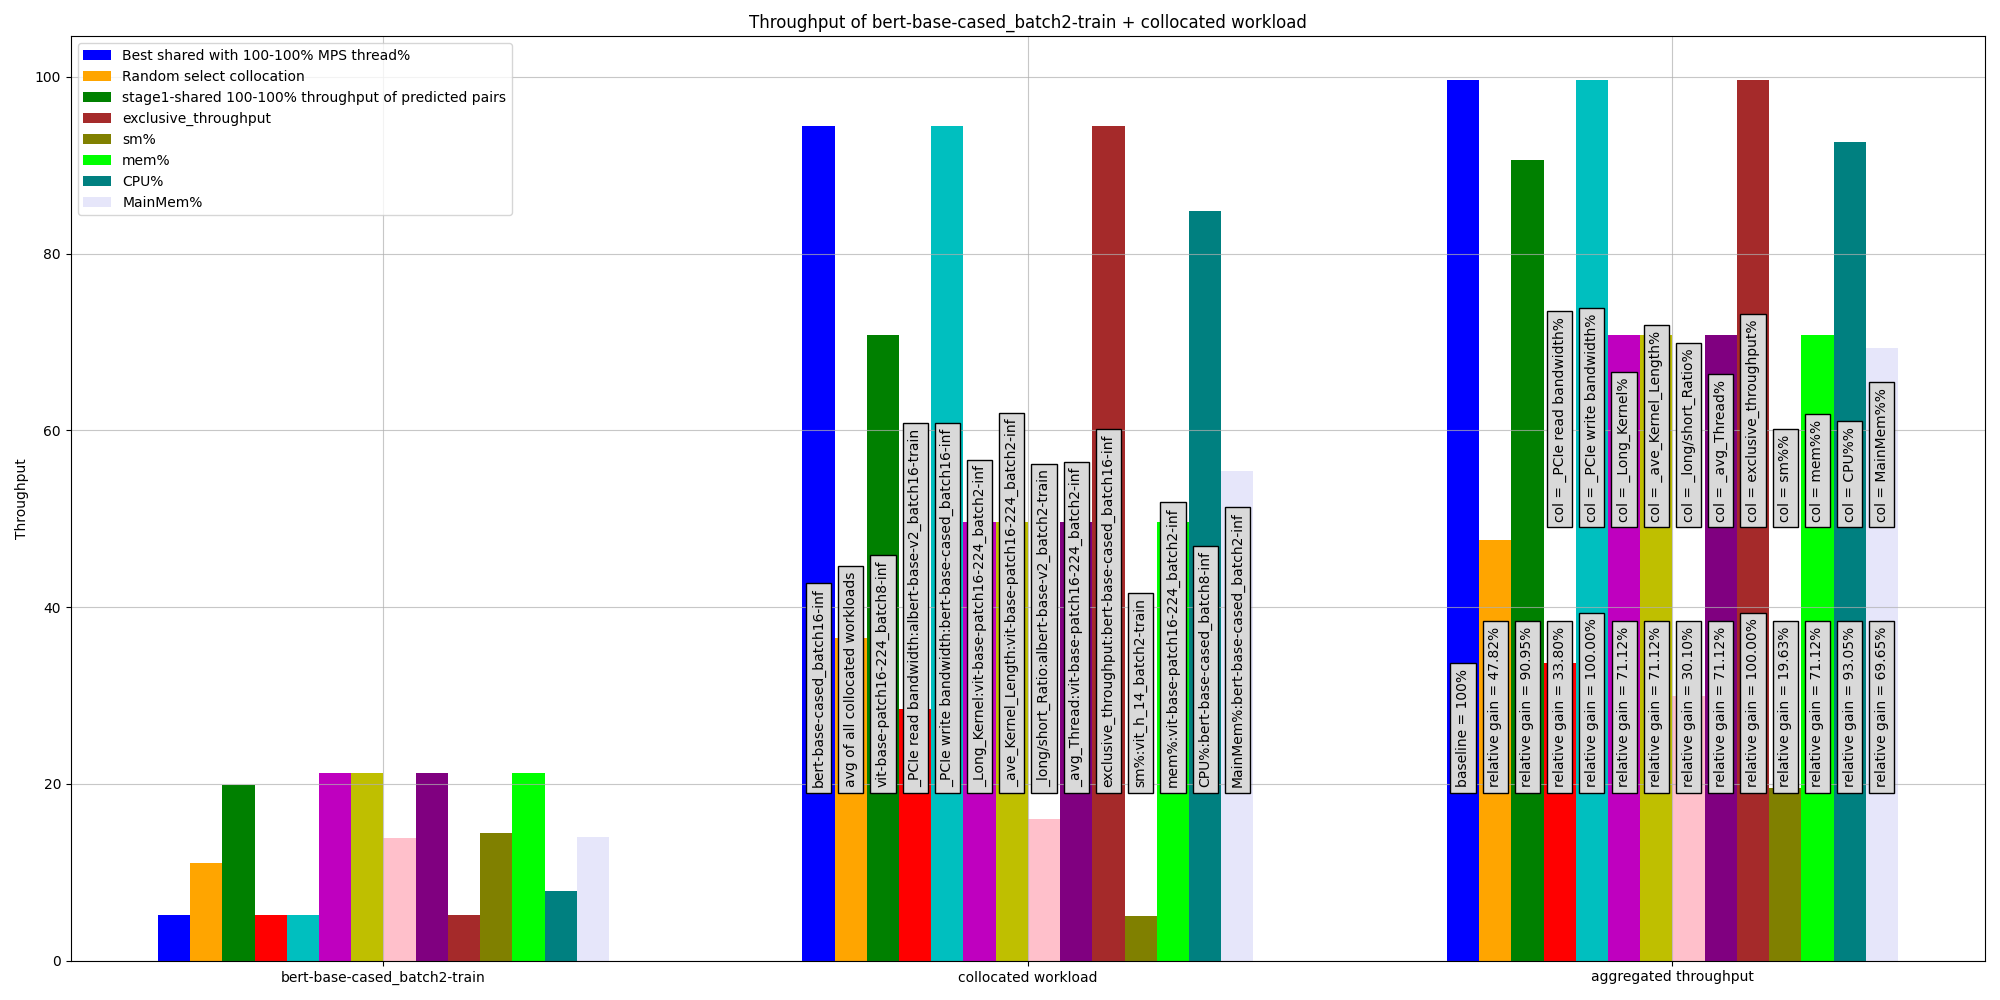 Throughput of bert-base-cased_batch2-train + collocated workload
Best shared with 100-100% MPS thread%
Random select collocation
stage1-shared 100-100% throughput of predicted pairs
exclusive_throughput
sm%
mem%
CPU%
MainMem%
Throughput
100
80
60
40
20
0
bert-base-cased_batch16-inf
avg of all collocated workloads
vit-base-patch16-224_batch8-inf
_PCIe read bandwidth:albert-base-v2_batch16-train
_PCIe write bandwidth:bert-base-cased_batch16-inf
_Long_Kernel:vit-base-patch16-224_batch2-inf
_ave_Kernel_Length:vit-base-patch16-224_batch2-inf
_long/short_Ratio:albert-base-v2_batch2-train
_avg_Thread:vit-base-patch16-224_batch2-inf
exclusive_throughput:bert-base-cased_batch16-inf
sm%:vit_h_14_batch2-train
mem%:vit-base-patch16-224_batch2-inf
CPU%:bert-base-cased_batch8-inf
MainMem%:bert-base-cased_batch2-inf
col = _PCIe read bandwidth%
col = _PCIe write bandwidth%
col = _Long_Kernel%
col = _ave_Kernel_Length%
col = _long/short_Ratio%
col = _avg_Thread%
col = exclusive_throughput%
col = sm%%
col = mem%%
col = CPU%%
col = MainMem%%
baseline = 100%
relative gain = 47.82%
relative gain = 90.95%
relative gain = 33.80%
relative gain = 100.00%
relative gain = 71.12%
relative gain = 71.12%
relative gain = 30.10%
relative gain = 71.12%
relative gain = 100.00%
relative gain = 19.63%
relative gain = 71.12%
relative gain = 93.05%
relative gain = 69.65%
bert-base-cased_batch2-train
collocated workload
aggregated throughput